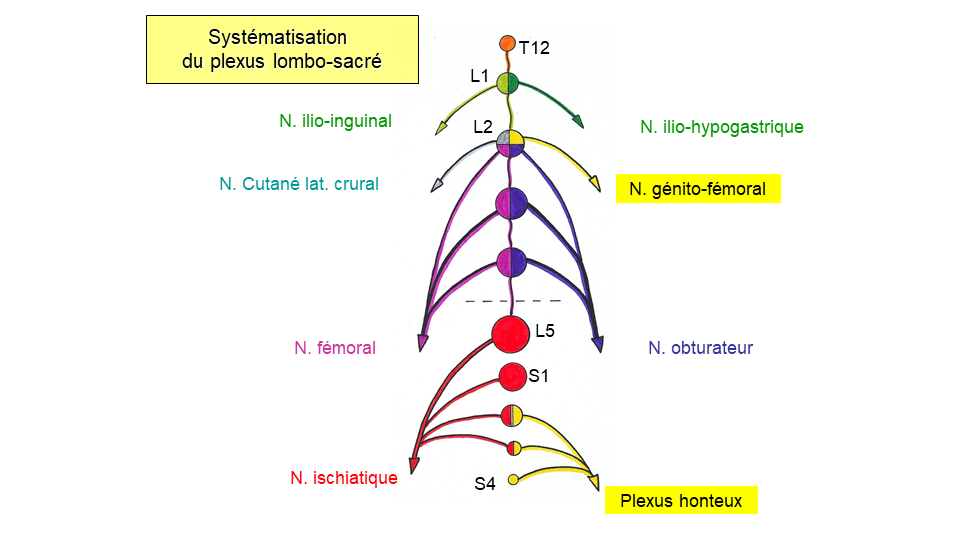 Systématisation
du plexus lombo-sacré
T12
L1
N. ilio-inguinal
L2
N. ilio-hypogastrique
N. Cutané lat. crural
N. génito-fémoral
L5
N. fémoral
N. obturateur
S1
N. ischiatique
S4
Plexus honteux